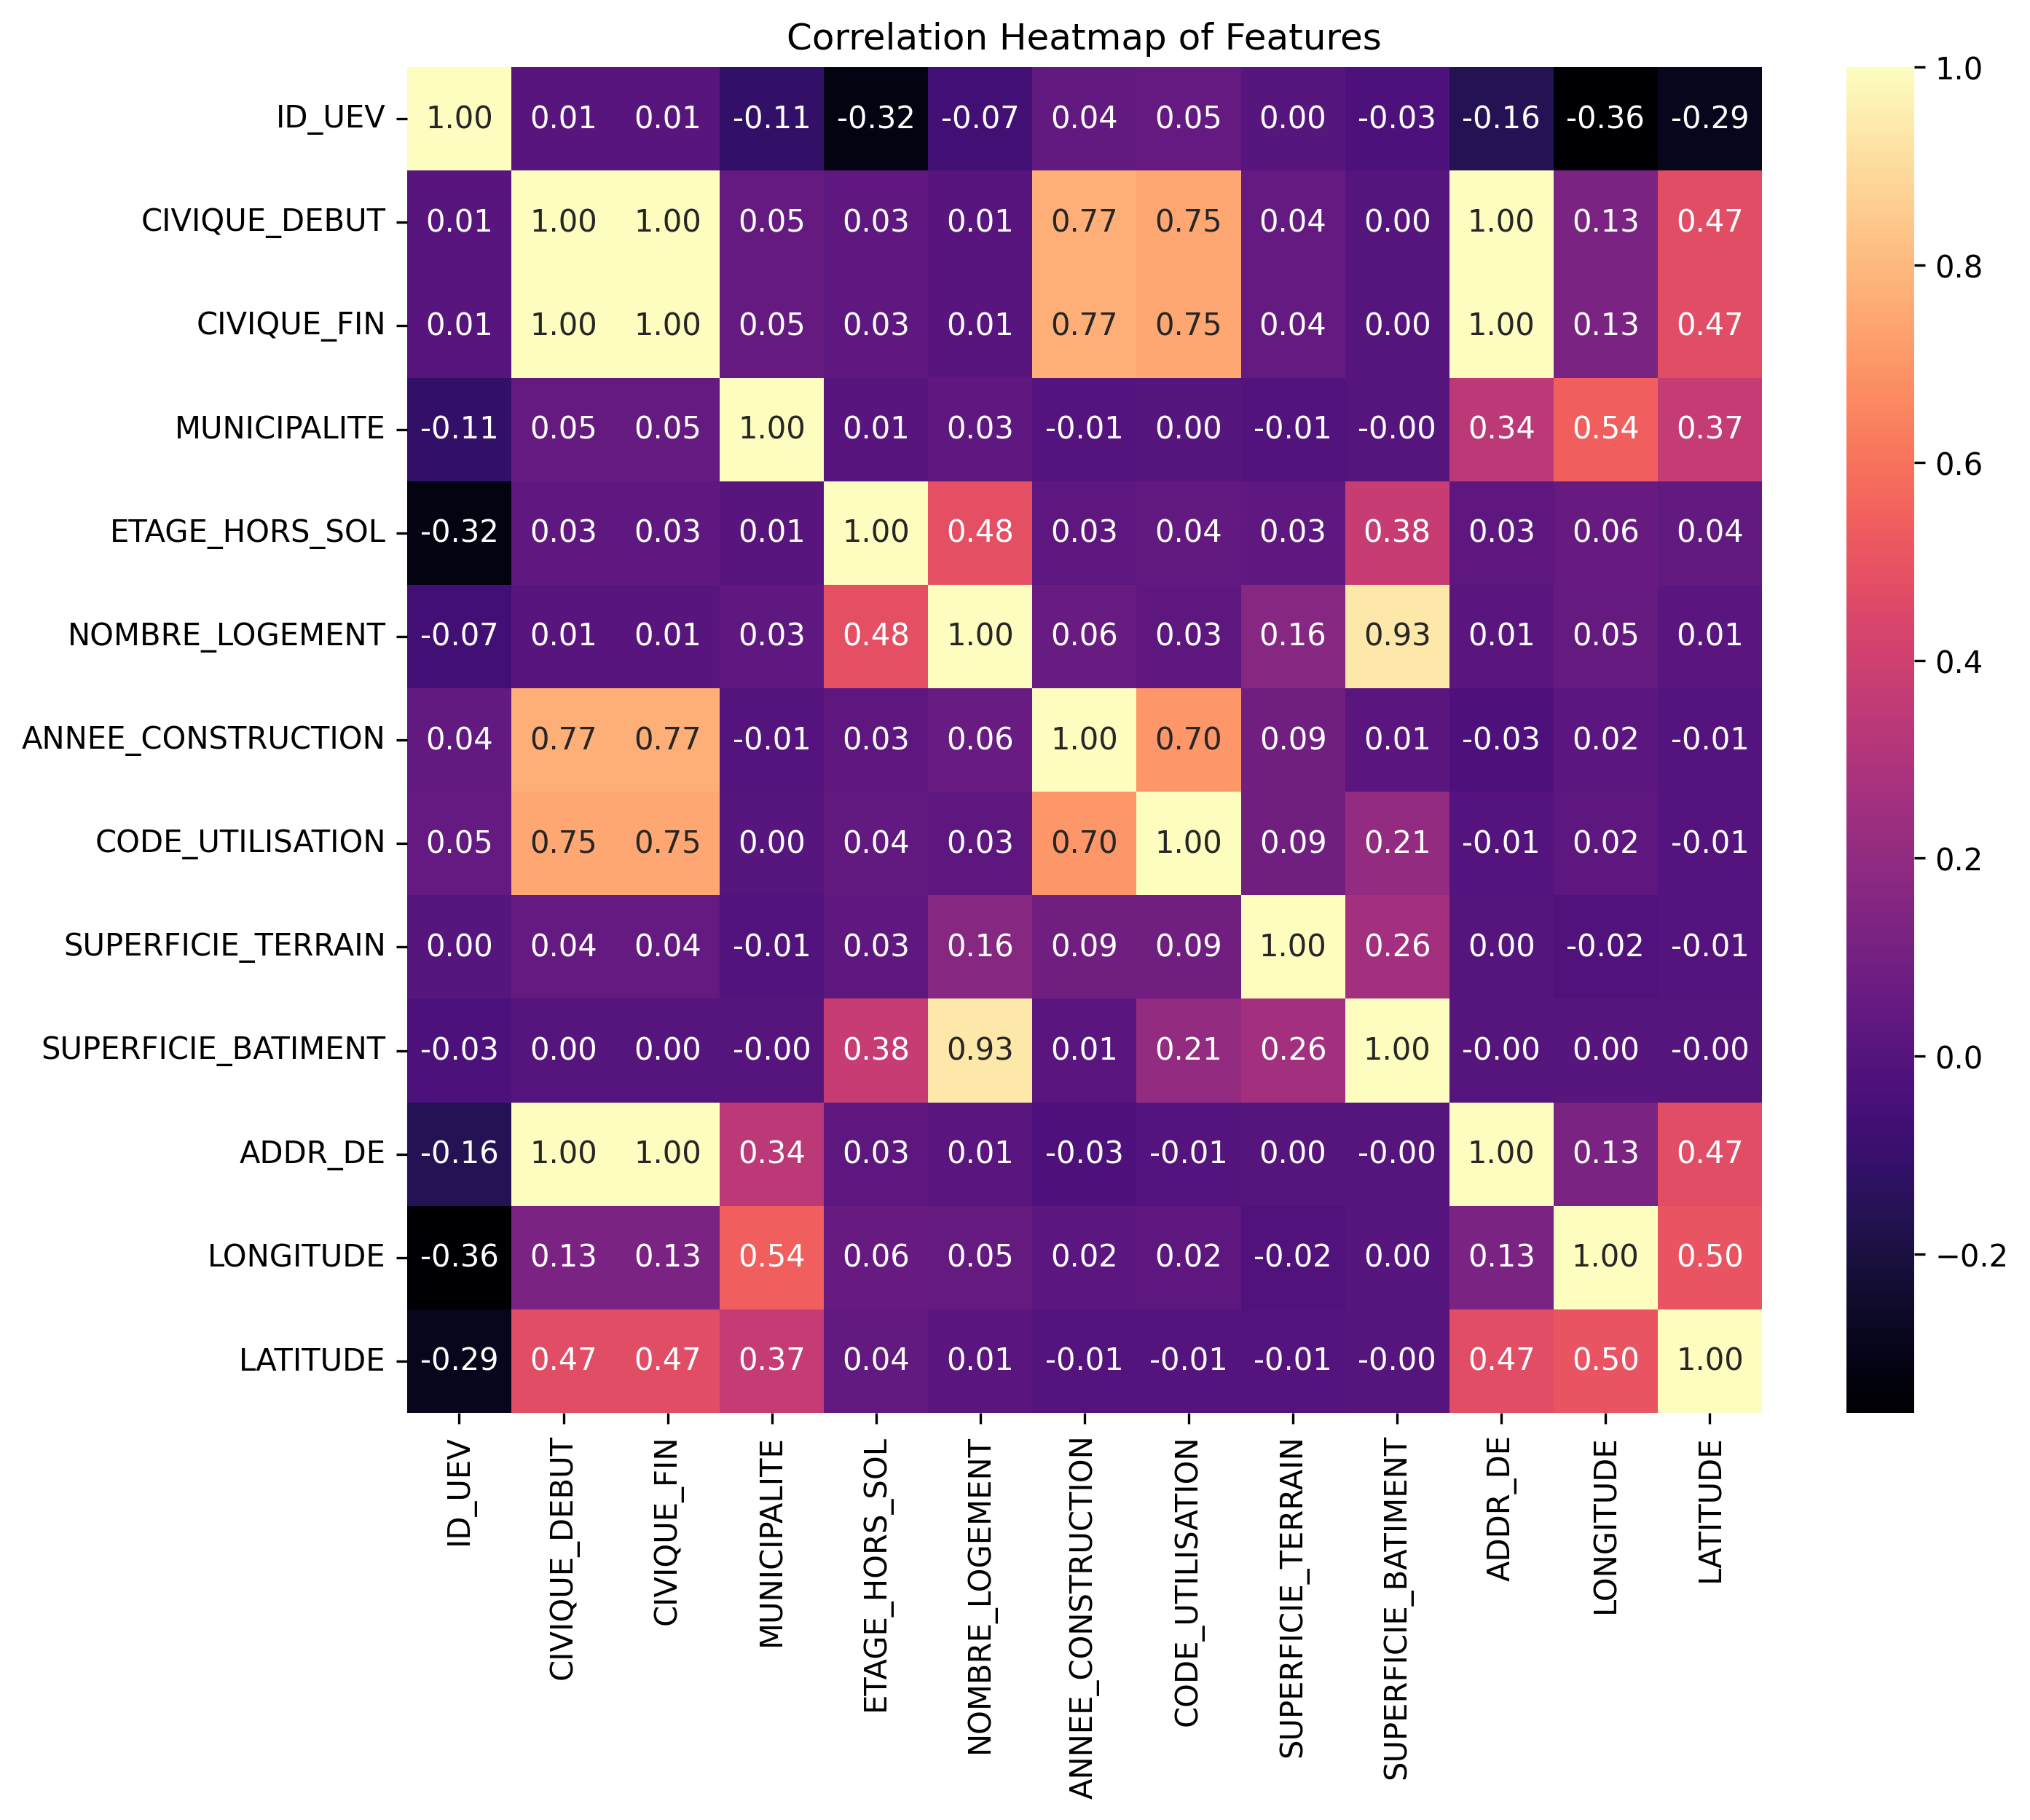 Correlation Heatmap of Features
ID_UEV 1.00 0.01 0.01 -0.11 -0.32 -0.07 0.04 0.05 0.00 -0.03 -0.16 -0.36 -0.29
CIVIQUE_DEBUT 0.01 1.00 1.00 0.05 0.03 0.01 0.77 0.75 0.04 0.00 1.00 0.13 0.47
CIVIQUE_FIN 0.01 1.00 1.00 0.05 0.03 0.01 0.77 0.75 0.04 0.00 1.00 0.13 0.47
MUNICIPALITE -0.11 0.05 0.05 1.00 0.01 0.03 -0.01 0.00 -0.01 -0.00 0.34 0.54 0.37
ETAGE_HORS_SOL -0.32 0.03 0.03 0.01 1.00 0.48 0.03 0.04 0.03 0.38 0.03 0.06 0.04
NOMBRE_LOGEMENT -0.07 0.01 0.01 0.03 0.48 1.00 0.06 0.03 0.16 0.93 0.01 0.05 0.01
ANNEE_CONSTRUCTION 0.04 0.77 0.77 -0.01 0.03 0.06 1.00 0.70 0.09 0.01 -0.03 0.02 -0.01
CODE_UTILISATION 0.05 0.75 0.75 0.00 0.04 0.03 0.70 1.00 0.09 0.21 -0.01 0.02 -0.01
SUPERFICIE_TERRAIN 0.00 0.04 0.04 -0.01 0.03 0.16 0.09 0.09 1.00 0.26 0.00 -0.02 -0.01
SUPERFICIE_BATIMENT -0.03 0.00 0.00 -0.00 0.38 0.93 0.01 0.21 0.26 1.00 -0.00 0.00 -0.00
ADDR_DE -0.16 1.00 1.00 0.34 0.03 0.01 -0.03 -0.01 0.00 -0.00 1.00 0.13 0.47
LONGITUDE -0.36 0.13 0.13 0.54 0.06 0.05 0.02 0.02 -0.02 0.00 0.13 1.00 0.50
LATITUDE -0.29 0.47 0.47 0.37 0.04 0.01 -0.01 -0.01 -0.01 -0.00 0.47 0.50 1.00
ID_UEV
CIVIQUE_DEBUT
CIVIQUE_FIN
MUNICIPALITE
ETAGE_HORS_SOL
NOMBRE_LOGEMENT
ANNEE_CONSTRUCTION
CODE_UTILISATION
SUPERFICIE_TERRAIN
SUPERFICIE_BATIMENT
ADDR_DE
LONGITUDE
LATITUDE
1.0
0.8
0.6
0.4
0.2
0.0
−0.2